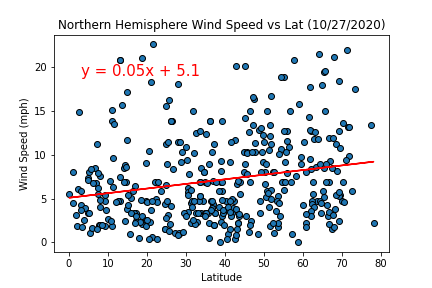 Northern Hemisphere Wind Speed vs Lat (10/27/2020)
y = 0.05x + 5.1
20
15
10
5
0
Wind Speed (mph)
0 10 20 30 40 50 60 70 80
Latitude